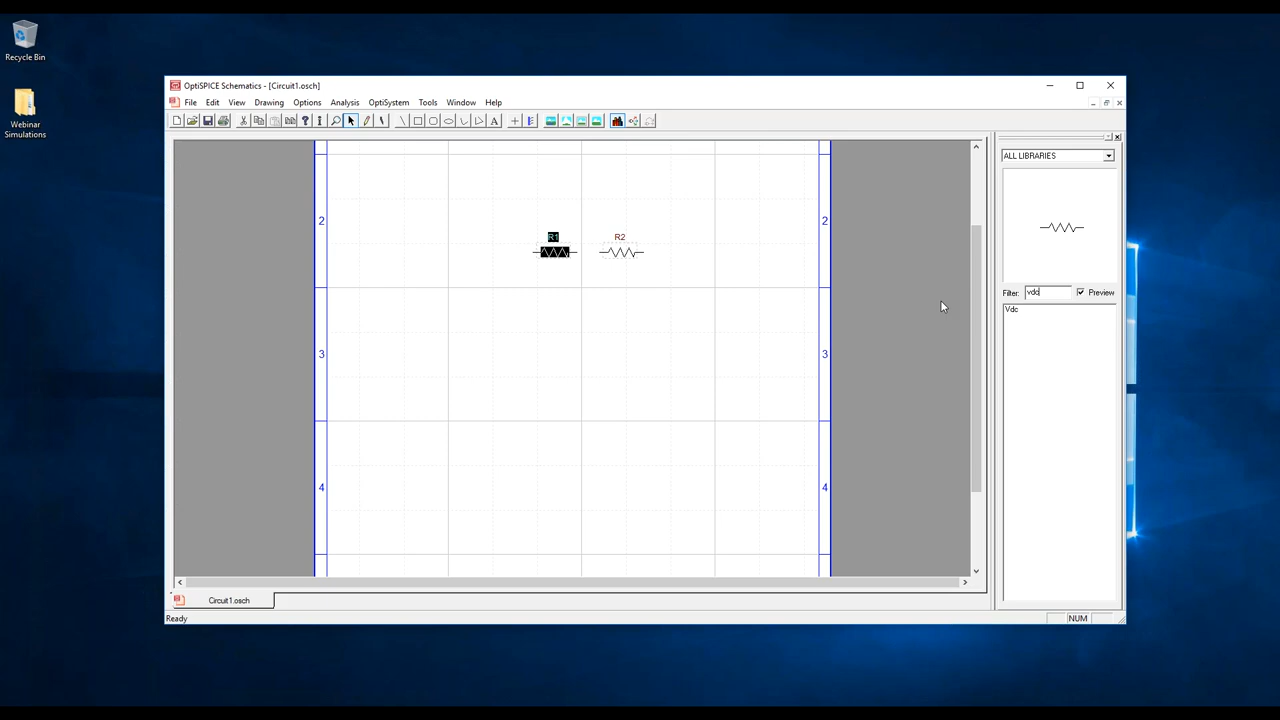 Recycle Bin
Webinar
Simulations
OptiSPICE Schematics - [Circuit1.osch]
File Edit View Drawing Options Analysis OptiSystem Tools Window Help
ALL LIBRARIES
2
2
R1
R2
Filter: vdc Preview
Vdc
3
3
4
4
Circuit1.osch
Ready
NUM